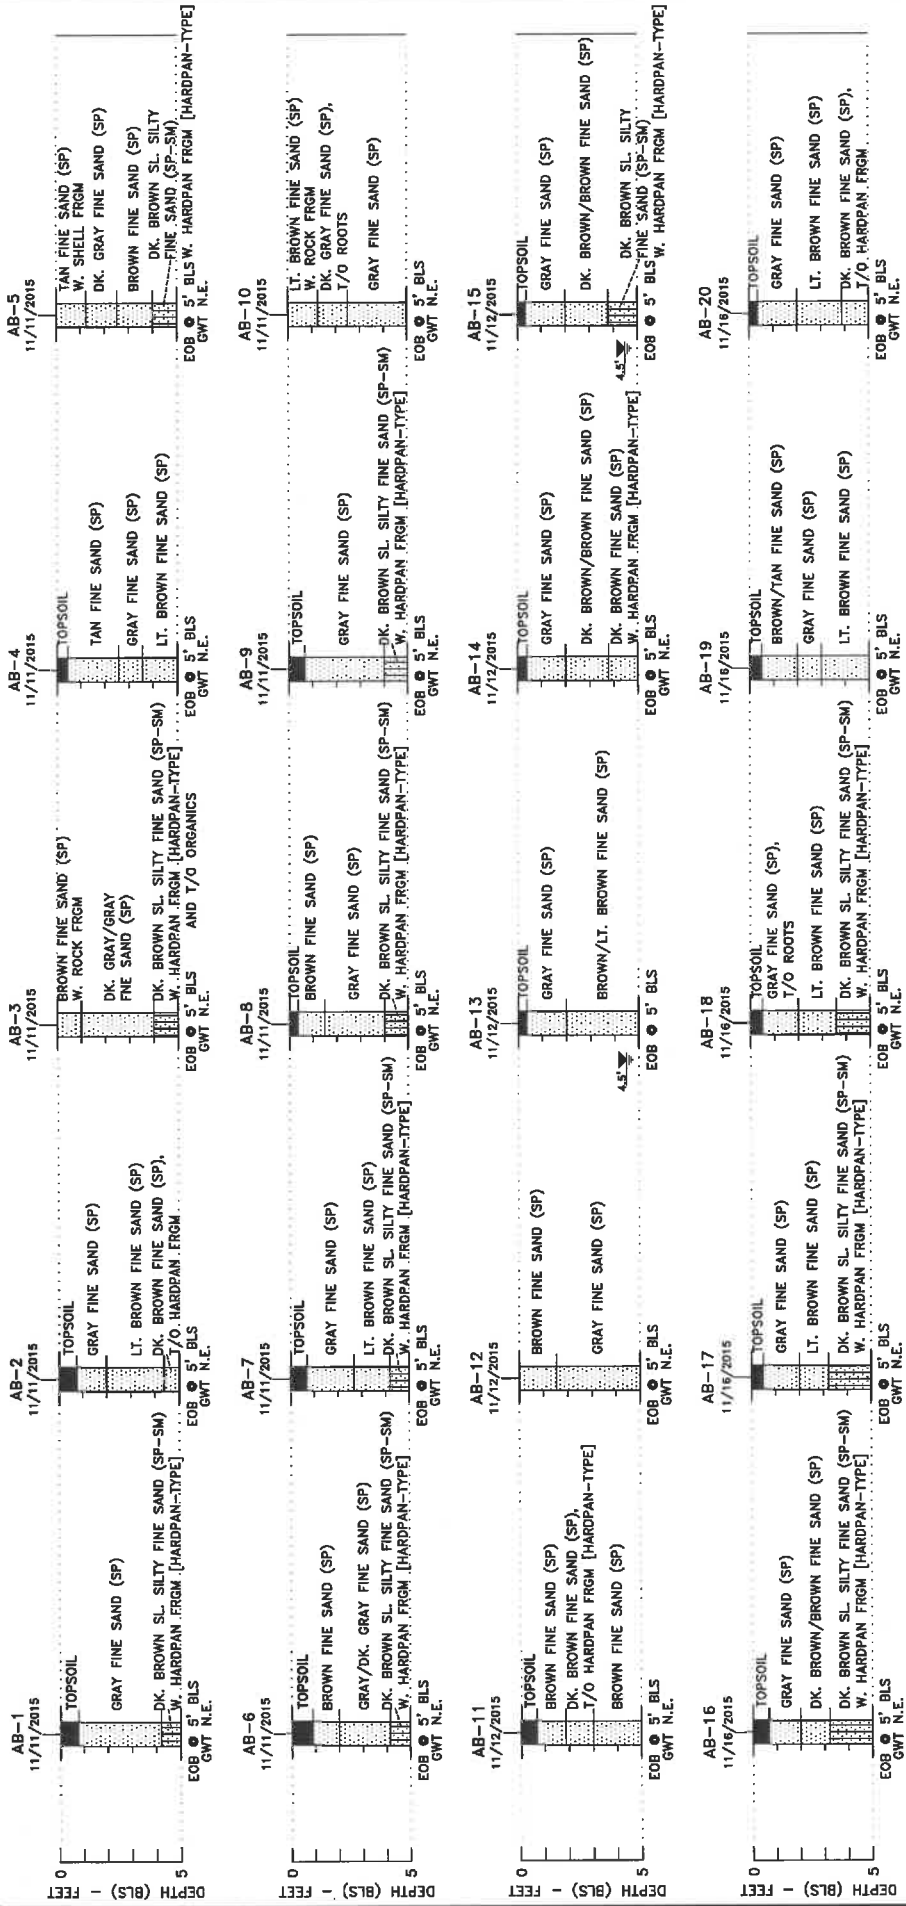 DEPTH (BLS) - FEET
0
5
AB-1
11/11/2015
TOPSOIL
GRAY FINE SAND (SP)
DK. BROWN SL. SILTY FINE SAND (SP-SM)
W. HARDPAN FRGM [HARDPAN-TYPE]
EOB @ 5' BLS
GWT N.E.
AB-2
11/11/2015
TOPSOIL
GRAY FINE SAND (SP)
LT. BROWN FINE SAND (SP)
DK. BROWN FINE SAND (SP),
T/O HARDPAN FRGM
EOB @ 5' BLS
GWT N.E.
AB-3
11/11/2015
BROWN FINE SAND (SP)
W. ROCK FRGM
DK. GRAY/GRAY
FNE SAND (SP)
DK. BROWN SL. SILTY FINE SAND (SP-SM)
W. HARDPAN FRGM [HARDPAN-TYPE]
AND T/O ORGANICS
EOB @ 5' BLS
GWT N.E.
AB-4
11/11/2015
TOPSOIL
TAN FINE SAND (SP)
GRAY FINE SAND (SP)
LT. BROWN FINE SAND (SP)
EOB @ 5' BLS
GWT N.E.
AB-5
11/11/2015
TAN FINE SAND (SP)
W. SHELL FRGM
DK. GRAY FINE SAND (SP)
BROWN FINE SAND (SP)
DK. BROWN SL. SILTY
FINE SAND (SP-SM)
W. HARDPAN FRGM [HARDPAN-TYPE]
EOB @ 5' BLS
GWT N.E.
DEPTH (BLS) - FEET
0
5
AB-6
11/11/2015
TOPSOIL
BROWN FINE SAND (SP)
GRAY/DK. GRAY FINE SAND (SP)
DK. BROWN SL. SILTY FINE SAND (SP-SM)
W. HARDPAN FRGM [HARDPAN-TYPE]
EOB @ 5' BLS
GWT N.E.
AB-7
11/11/2015
TOPSOIL
GRAY FINE SAND (SP)
LT. BROWN FINE SAND (SP)
DK. BROWN SL. SILTY FINE SAND (SP-SM)
W. HARDPAN FRGM [HARDPAN-TYPE]
EOB @ 5' BLS
GWT N.E.
AB-8
11/11/2015
TOPSOIL
BROWN FINE SAND (SP)
GRAY FINE SAND (SP)
DK. BROWN SL. SILTY FINE SAND (SP-SM)
W. HARDPAN FRGM [HARDPAN-TYPE]
EOB @ 5' BLS
GWT N.E.
AB-9
11/11/2015
TOPSOIL
GRAY FINE SAND (SP)
DK. BROWN SL. SILTY FINE SAND (SP-SM)
W. HARDPAN FRGM [HARDPAN-TYPE]
EOB @ 5' BLS
GWT N.E.
AB-10
11/11/2015
LT. BROWN FINE SAND (SP)
W. ROCK FRGM
DK. GRAY FINE SAND (SP),
T/O ROOTS
GRAY FINE SAND (SP)
EOB @ 5' BLS
GWT N.E.
DEPTH (BLS) - FEET
0
5
AB-11
11/12/2015
TOPSOIL
BROWN FINE SAND (SP)
DK. BROWN FINE SAND (SP),
T/O HARDPAN FRGM [HARDPAN-TYPE]
BROWN FINE SAND (SP)
EOB @ 5' BLS
GWT N.E.
AB-12
11/12/2015
BROWN FINE SAND (SP)
GRAY FINE SAND (SP)
EOB @ 5' BLS
GWT N.E.
AB-13
11/12/2015
TOPSOIL
GRAY FINE SAND (SP)
BROWN/LT. BROWN FINE SAND (SP)
4.5'
EOB @ 5' BLS
AB-14
11/12/2015
TOPSOIL
GRAY FINE SAND (SP)
DK. BROWN/BROWN FINE SAND (SP)
DK. BROWN FINE SAND (SP)
W. HARDPAN FRGM [HARDPAN-TYPE]
EOB @ 5' BLS
GWT N.E.
AB-15
11/12/2015
TOPSOIL
GRAY FINE SAND (SP)
DK. BROWN/BROWN FINE SAND (SP)
DK. BROWN SL. SILTY
FINE SAND (SP-SM)
W. HARDPAN FRGM [HARDPAN-TYPE]
4.5'
EOB @ 5' BLS
GWT N.E.
DEPTH (BLS) - FEET
0
5
AB-16
11/16/2015
TOPSOIL
GRAY FINE SAND (SP)
DK. BROWN/BROWN FINE SAND (SP)
DK. BROWN SL. SILTY FINE SAND (SP-SM)
W. HARDPAN FRGM [HARDPAN-TYPE]
EOB @ 5' BLS
GWT N.E.
AB-17
11/16/2015
TOPSOIL
GRAY FINE SAND (SP)
LT. BROWN FINE SAND (SP)
DK. BROWN SL. SILTY FINE SAND (SP-SM)
W. HARDPAN FRGM [HARDPAN-TYPE]
EOB @ 5' BLS
GWT N.E.
AB-18
11/16/2015
TOPSOIL
GRAY FINE SAND (SP),
T/O ROOTS
LT. BROWN FINE SAND (SP)
DK. BROWN SL. SILTY FINE SAND (SP-SM)
W. HARDPAN FRGM [HARDPAN-TYPE]
EOB @ 5' BLS
GWT N.E.
AB-19
11/16/2015
TOPSOIL
BROWN/TAN FINE SAND (SP)
GRAY FINE SAND (SP)
LT. BROWN FINE SAND (SP)
EOB @ 5' BLS
GWT N.E.
AB-20
11/16/2015
TOPSOIL
GRAY FINE SAND (SP)
LT. BROWN FINE SAND (SP)
DK. BROWN FINE SAND (SP),
T/O HARDPAN FRGM
EOB @ 5' BLS
GWT N.E.